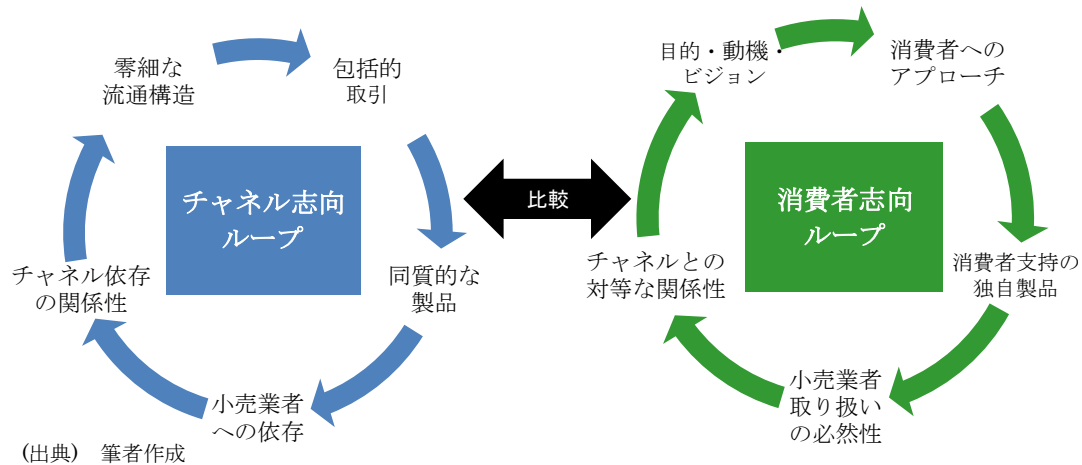 零細な
流通構造
包括的
取引
同質的な
製品
小売業者
への依存
チャネル依存
の関係性
チャネル志向
ループ
比較
目的・動機・
ビジョン
消費者への
アプローチ
消費者支持の
独自製品
小売業者
取り扱い
の必然性
チャネルとの
対等な関係性
消費者志向
ループ
(出典)　筆者作成